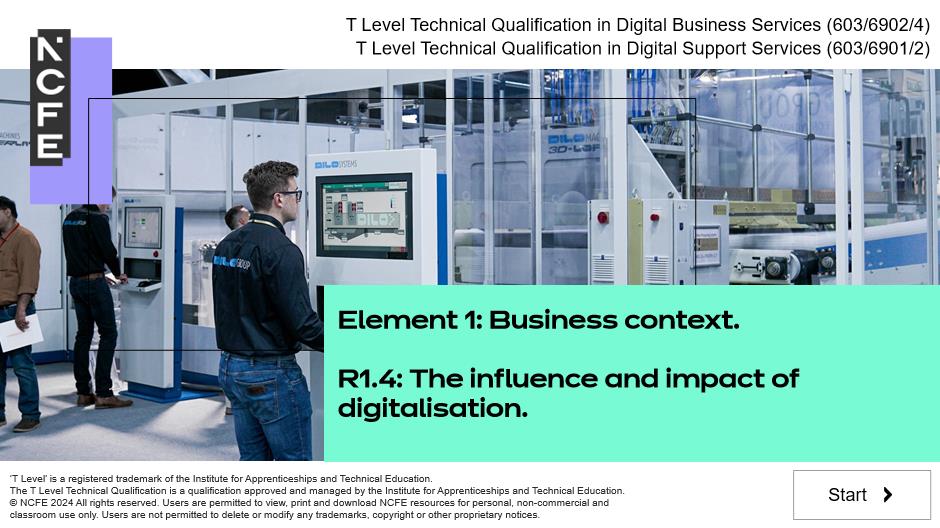 T Level Technical Qualification in Digital Business Services (603/6902/4)
T Level Technical Qualification in Digital Support Services (603/6901/2)
NCFE
MACHINES
DILO SYSTEMS
DILO GROUP
Element 1: Business context.
R1.4: The influence and impact of
digitalisation.
'T Level' is a registered trademark of the Institute for Apprenticeships and Technical Education.
The T Level Technical Qualification is a qualification approved and managed by the Institute for Apprenticeships and Technical Education.
© NCFE 2024 All rights reserved. Users are permitted to view, print and download NCFE resources for personal, non-commercial and
classroom use only. Users are not permitted to delete or modify any trademarks, copyright or other proprietary notices.
Start